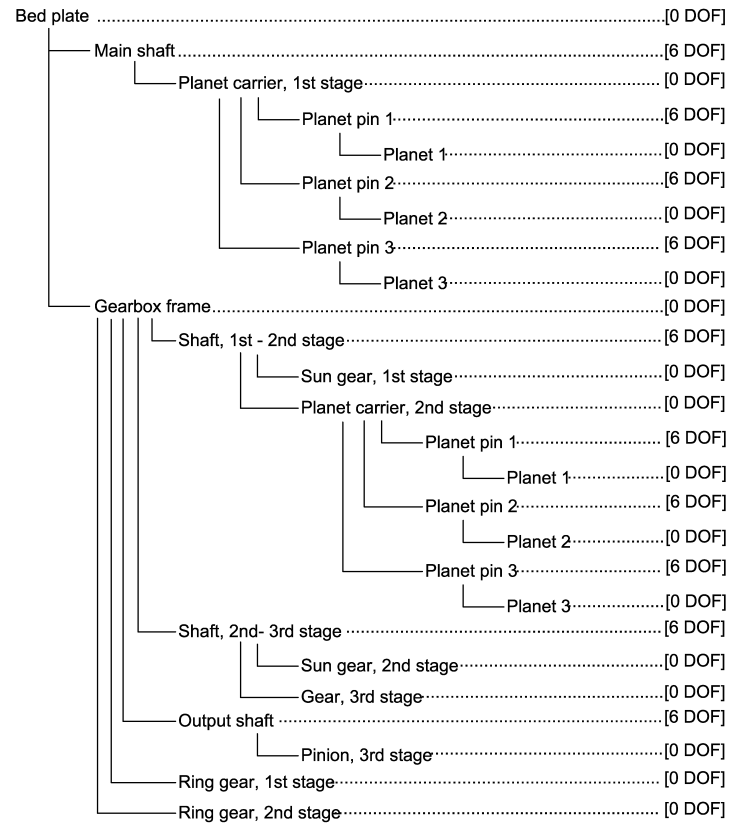 Bed plate [0 DOF]
Main shaft [6 DOF]
Planet carrier, 1st stage [0 DOF]
Planet pin 1 [6 DOF]
Planet 1 [0 DOF]
Planet pin 2 [6 DOF]
Planet 2 [0 DOF]
Planet pin 3 [6 DOF]
Planet 3 [0 DOF]
Gearbox frame [0 DOF]
Shaft, 1st - 2nd stage [6 DOF]
Sun gear, 1st stage [0 DOF]
Planet carrier, 2nd stage [0 DOF]
Planet pin 1 [6 DOF]
Planet 1 [0 DOF]
Planet pin 2 [6 DOF]
Planet 2 [0 DOF]
Planet pin 3 [6 DOF]
Planet 3 [0 DOF]
Shaft, 2nd- 3rd stage [6 DOF]
Sun gear, 2nd stage [0 DOF]
Gear, 3rd stage [0 DOF]
Output shaft [6 DOF]
Pinion, 3rd stage [0 DOF]
Ring gear, 1st stage [0 DOF]
Ring gear, 2nd stage [0 DOF]